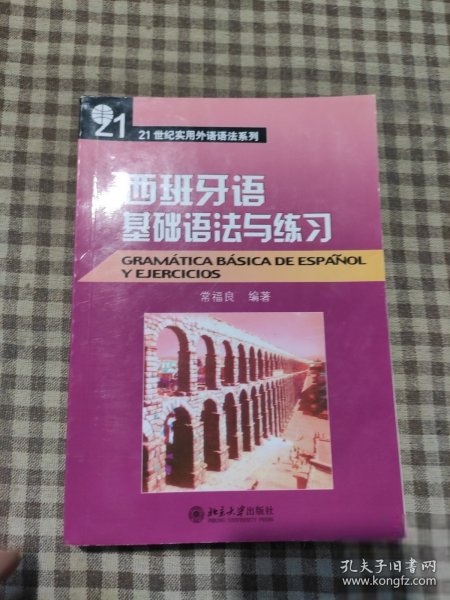 21
21世纪实用外语语法系列
西班牙语
基础语法与练习
GRAMÁTICA BÁSICA DE ESPAÑOL
Y EJERCICIOS
常福良 编著
北京大学出版社
PEKING UNIVERSITY PRESS
孔夫子旧书网
www.kongfz.com